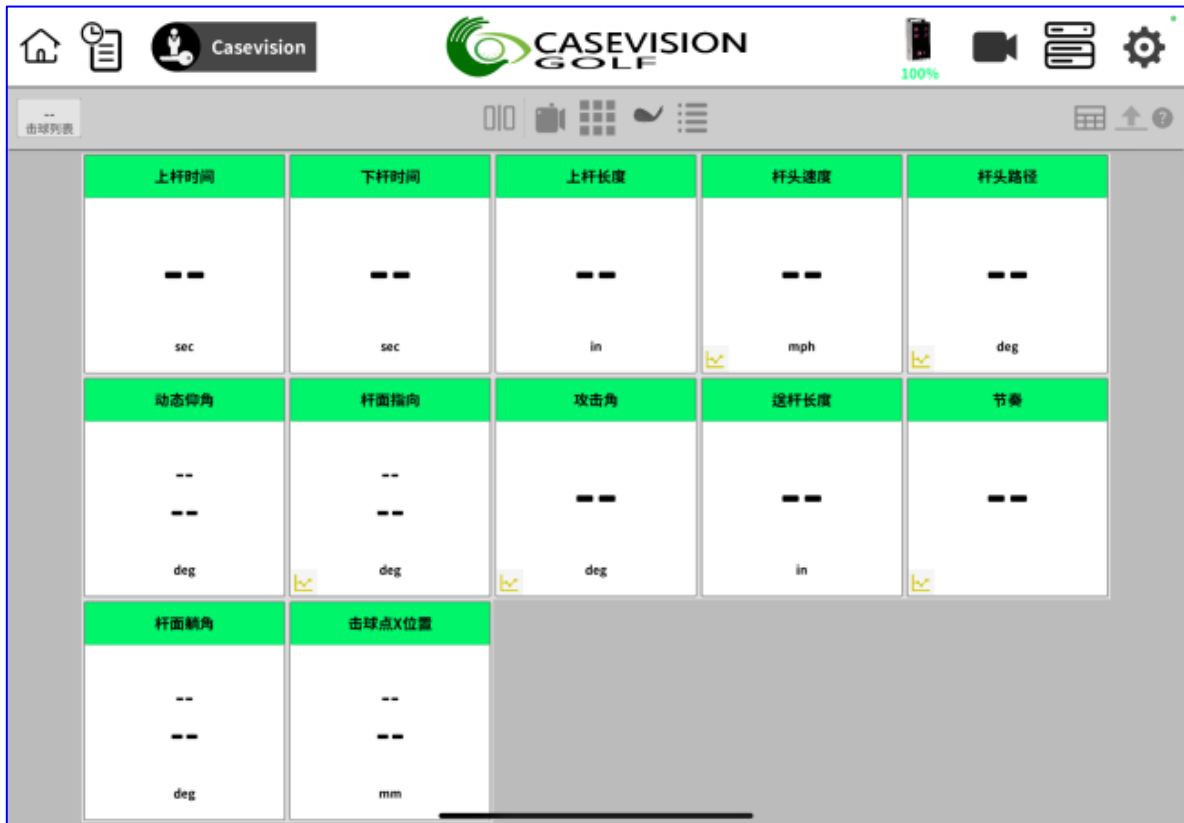 Casevision
CASEVISION
GOLF
100%
--
击球列表
上杆时间 下杆时间 上杆长度 杆头速度 杆头路径
-- -- -- -- --
sec sec in mph deg
动态仰角 杆面指向 攻击角 送杆长度 节奏
-- --
-- -- -- -- --
deg deg deg in
杆面躺角 击球点X位置
-- --
-- --
deg mm